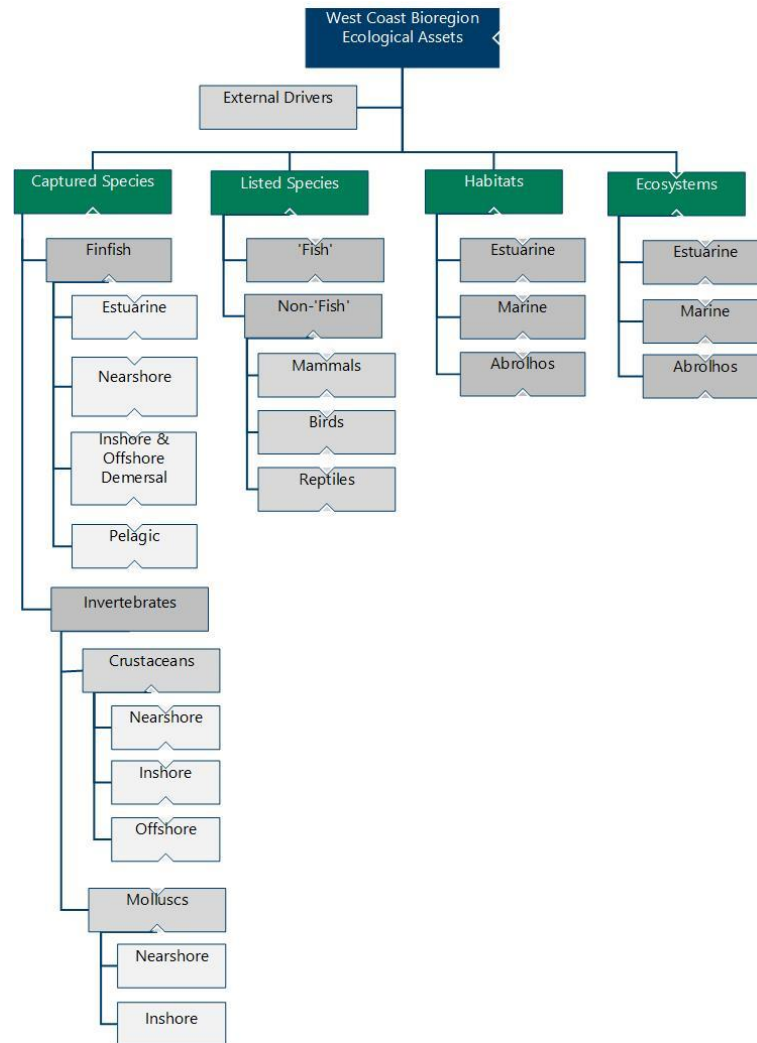 West Coast Bioregion
Ecological Assets
External Drivers
Captured Species
Listed Species
Habitats
Ecosystems
Finfish
Estuarine
Nearshore
Inshore &
Offshore
Demersal
Pelagic
Invertebrates
Crustaceans
Nearshore
Inshore
Offshore
Molluscs
Nearshore
Inshore
'Fish'
Non-'Fish'
Mammals
Birds
Reptiles
Estuarine
Marine
Abrolhos
Estuarine
Marine
Abrolhos